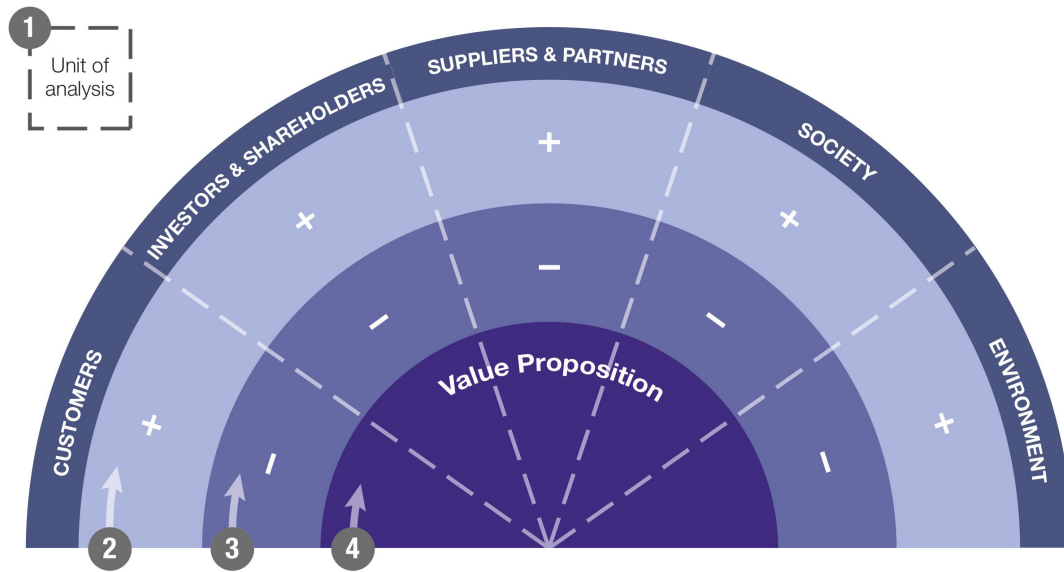 1
Unit of
analysis
CUSTOMERS
INVESTORS & SHAREHOLDERS
SUPPLIERS & PARTNERS
SOCIETY
ENVIRONMENT
+
+
+
+
+
−
−
−
−
−
Value Proposition
2
3
4